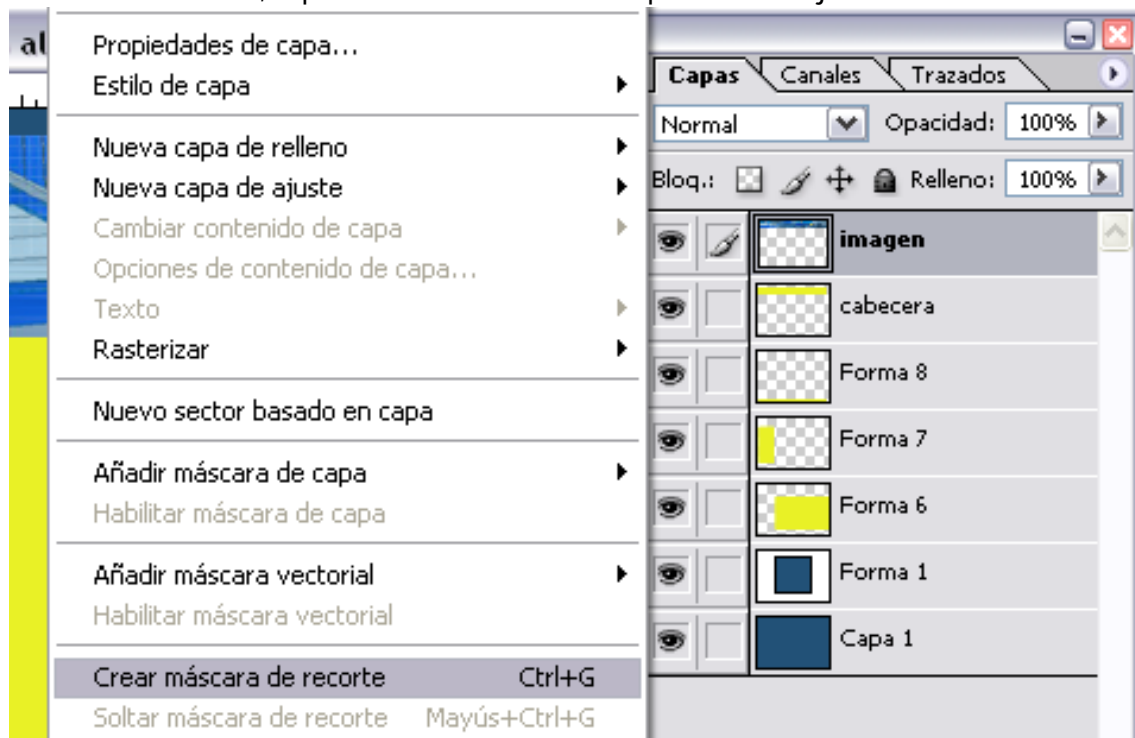 al
Propiedades de capa...
Estilo de capa
Nueva capa de relleno
Nueva capa de ajuste
Cambiar contenido de capa
Opciones de contenido de capa...
Texto
Rasterizar
Nuevo sector basado en capa
Añadir máscara de capa
Habilitar máscara de capa
Añadir máscara vectorial
Habilitar máscara vectorial
Crear máscara de recorte Ctrl+G
Soltar máscara de recorte Mayús+Ctrl+G
Capas Canales Trazados
Normal Opacidad: 100%
Bloq.: Relleno: 100%
imagen
cabecera
Forma 8
Forma 7
Forma 6
Forma 1
Capa 1